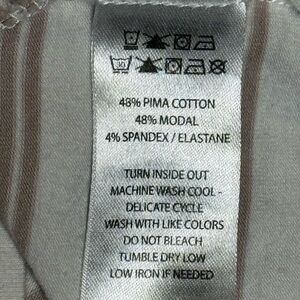 30
48% PIMA COTTON
48% MODAL
4% SPANDEX / ELASTANE
TURN INSIDE OUT
MACHINE WASH COOL -
DELICATE CYCLE
WASH WITH LIKE COLORS
DO NOT BLEACH
TUMBLE DRY LOW
LOW IRON IF NEEDED